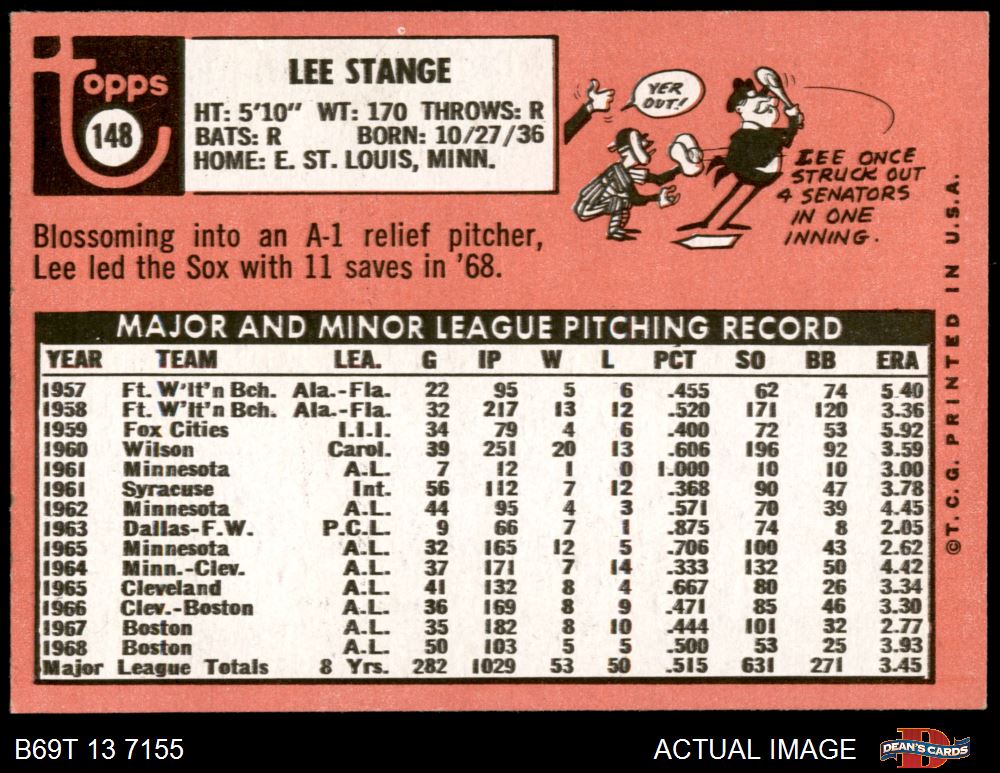 topps
148
LEE STANGE
HT: 5'10" WT: 170 THROWS: R
BATS: R BORN: 10/27/36
HOME: E. ST. LOUIS, MINN.
YER
OUT!
LEE ONCE
STRUCK OUT
4 SENATORS
IN ONE
INNING.
Blossoming into an A-1 relief pitcher,
Lee led the Sox with 11 saves in '68.
MAJOR AND MINOR LEAGUE PITCHING RECORD
YEAR TEAM LEA. G IP W L PCT SO BB ERA
1957 Ft. W'lt'n Bch. Ala.-Fla. 22 95 5 6 .455 62 74 5.40
1958 Ft. W'lt'n Bch. Ala.-Fla. 32 217 13 12 .520 171 120 3.36
1959 Fox Cities I.I.I. 34 79 4 6 .400 72 53 5.92
1960 Wilson Carol. 39 251 20 13 .606 196 92 3.59
1961 Minnesota A.L. 7 12 1 0 1.000 10 10 3.00
1961 Syracuse Int. 56 112 7 12 .368 90 47 3.78
1962 Minnesota A.L. 44 95 4 3 .571 70 39 4.45
1963 Dallas-F.W. P.C.L. 9 66 7 1 .875 74 8 2.05
1965 Minnesota A.L. 32 165 12 5 .706 100 43 2.62
1964 Minn.-Clev. A.L. 37 171 7 14 .333 132 50 4.42
1965 Cleveland A.L. 41 132 8 4 .667 80 26 3.34
1966 Clev.-Boston A.L. 36 169 8 9 .471 85 46 3.30
1967 Boston A.L. 35 182 8 10 .444 101 32 2.77
1968 Boston A.L. 50 103 5 5 .500 53 25 3.93
Major League Totals 8 Yrs. 282 1029 53 50 .515 631 271 3.45
©T.C.G. PRINTED IN U.S.A.
B69T 13 7155
ACTUAL IMAGE
DEAN'S CARDS